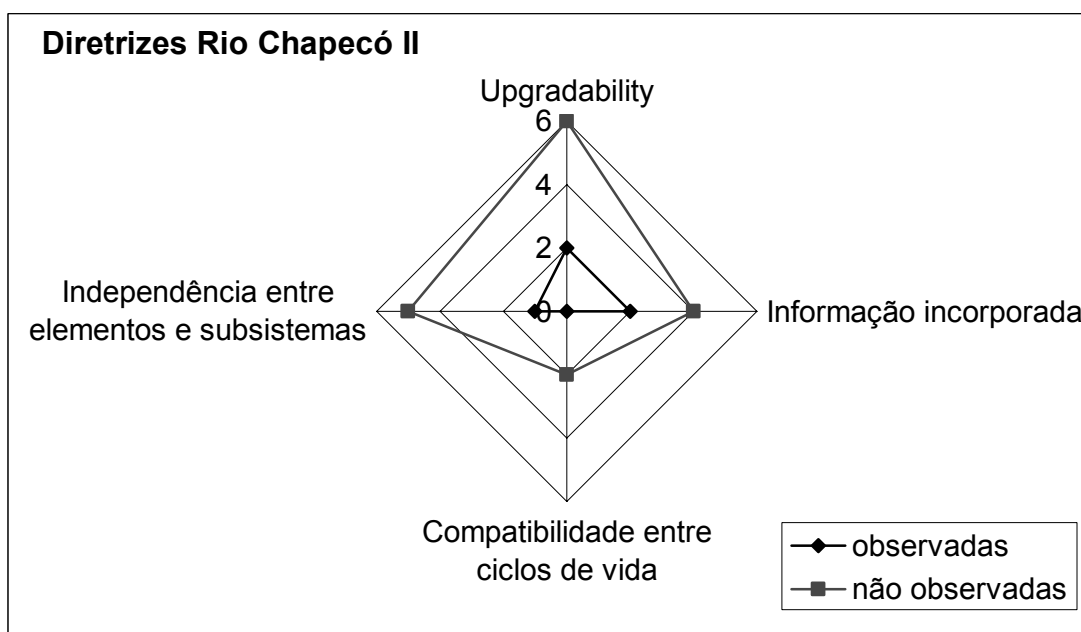 Diretrizes Rio Chapecó II
Upgradability
6
4
2
0
Independência entre
elementos e subsistemas
Informação incorporada
Compatibilidade entre
ciclos de vida
observadas
não observadas